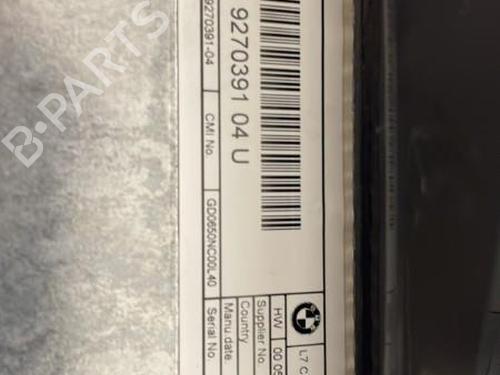 9270391 04 U
9270391-04
CMI No.
GD0650NC00L40
Serial No.
Manu date.
Country
Supplier No
HW
00 05
L7 C
B-PARTS